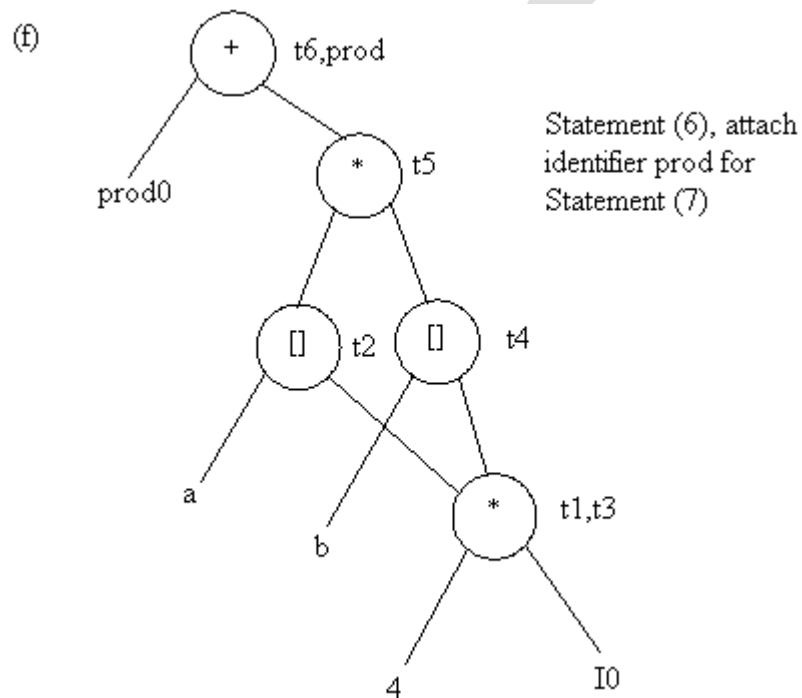 (f)
+
t6,prod
Statement (6), attach
identifier prod for
Statement (7)
*
t5
prod0
[]
t2
[]
t4
a
*
t1,t3
b
4
I0